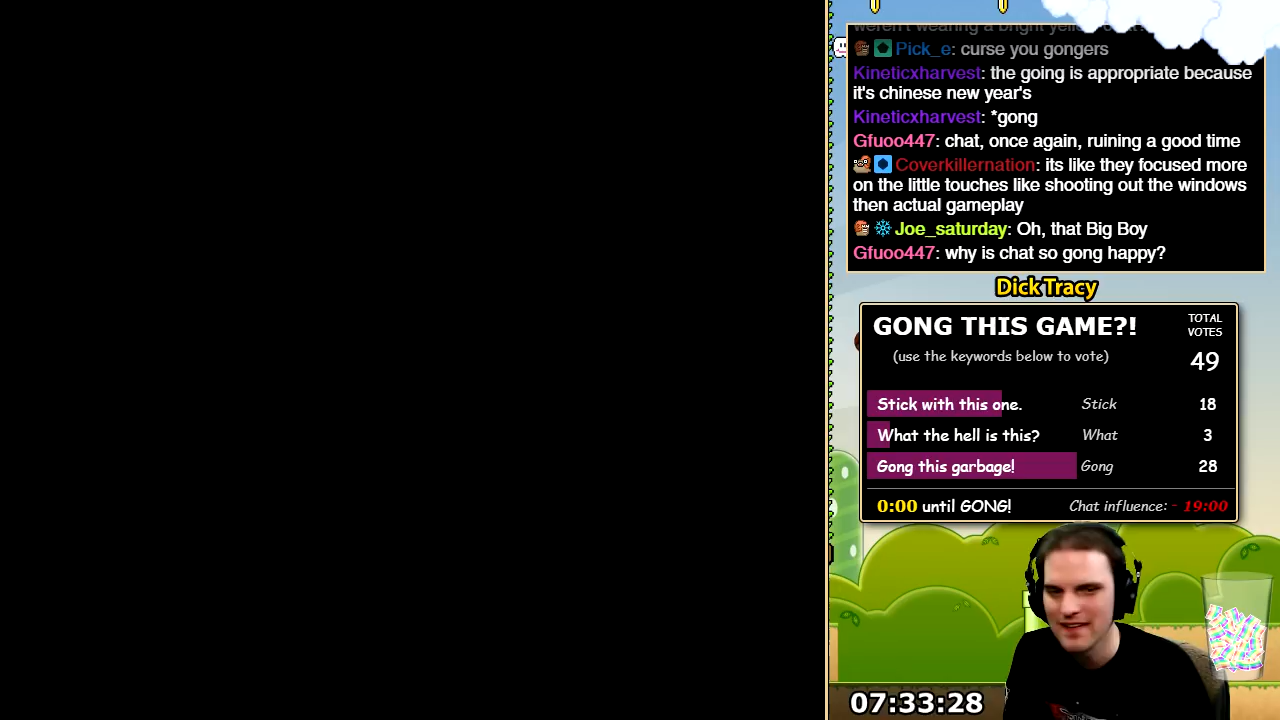 weren't wearing a bright yellow
Pick_e: curse you gongers
Kineticxharvest: the going is appropriate because
it's chinese new year's
Kineticxharvest: *gong
Gfuoo447: chat, once again, ruining a good time
Coverkillernation: its like they focused more
on the little touches like shooting out the windows
then actual gameplay
Joe_saturday: Oh, that Big Boy
Gfuoo447: why is chat so gong happy?
Dick Tracy
GONG THIS GAME?!
TOTAL
VOTES
(use the keywords below to vote)
49
Stick with this one. Stick 18
What the hell is this? What 3
Gong this garbage! Gong 28
0:00 until GONG! Chat influence: - 19:00
07:33:28